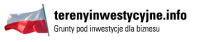 terenyinwestycyjne.info
Grunty pod inwestycje dla biznesu